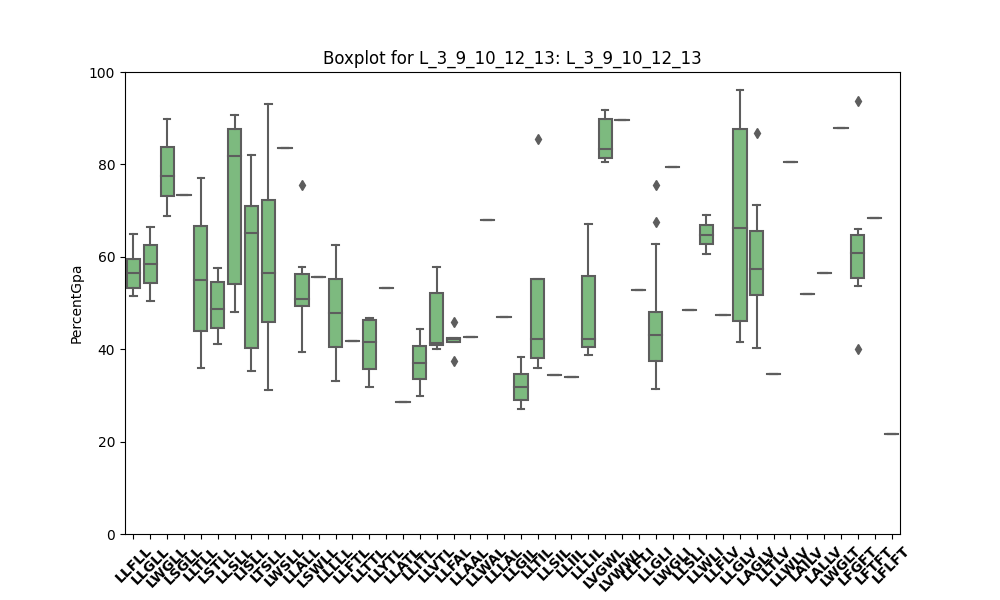 Boxplot for L_3_9_10_12_13: L_3_9_10_12_13
PercentGpa
100
80
60
40
20
0
LLFLL
LLGLL
LWGLL
LSGLL
LLTLL
LSTLL
LLSLL
LISLL
LTSLL
LWSLL
LLALL
LSWLL
LLLTL
LLFTL
LLTTL
LLYTL
LLATL
LLITL
LLVTL
LLFAL
LLAAL
LLWAL
LLLAL
LLGIL
LLTIL
LLSIL
LLIIL
LLLIL
LVGWL
LVWWL
LLFLI
LLGLI
LWGLI
LLSLI
LLWLI
LLFLV
LLGLV
LAGLV
LLTLV
LLWLV
LAILV
LALLV
LWGLT
LFGFT
LFTFT
LFLFT